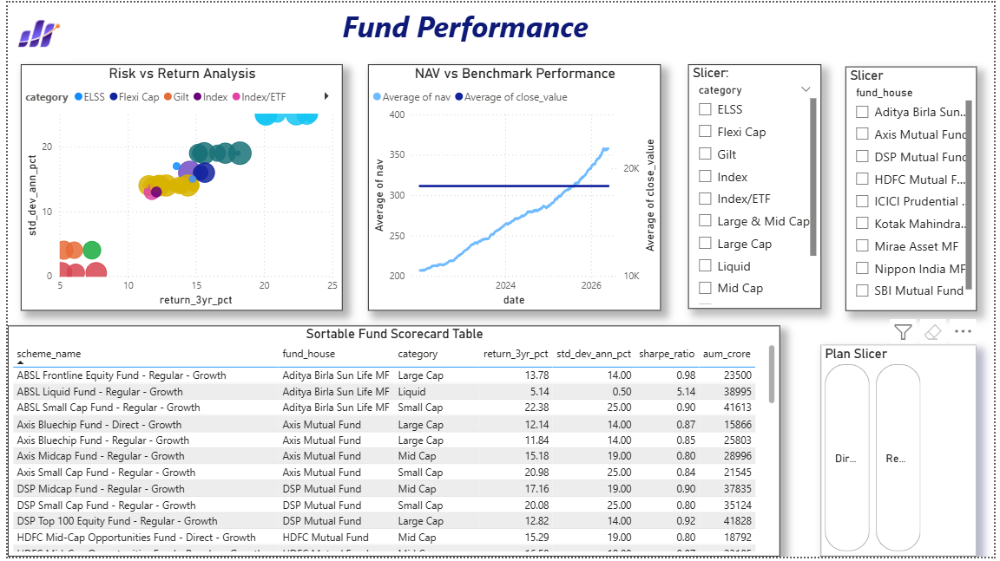 Fund Performance
Risk vs Return Analysis
category ELSS Flexi Cap Gilt Index Index/ETF
std_dev_ann_pct
20
10
0
5 10 15 20 25
return_3yr_pct
NAV vs Benchmark Performance
Average of nav Average of close_value
Average of nav
400
350
300
250
200
20K
10K
Average of close_value
2024 2026
date
Slicer:
category
ELSS
Flexi Cap
Gilt
Index
Index/ETF
Large & Mid Cap
Large Cap
Liquid
Mid Cap
Slicer
fund_house
Aditya Birla Sun...
Axis Mutual Fund
DSP Mutual Fund
HDFC Mutual F...
ICICI Prudential ...
Kotak Mahindra...
Mirae Asset MF
Nippon India MF
SBI Mutual Fund
Sortable Fund Scorecard Table
scheme_name fund_house category return_3yr_pct std_dev_ann_pct sharpe_ratio aum_crore
ABSL Frontline Equity Fund - Regular - Growth Aditya Birla Sun Life MF Large Cap 13.78 14.00 0.98 23500
ABSL Liquid Fund - Regular - Growth Aditya Birla Sun Life MF Liquid 5.14 0.50 5.14 38995
ABSL Small Cap Fund - Regular - Growth Aditya Birla Sun Life MF Small Cap 22.38 25.00 0.90 41613
Axis Bluechip Fund - Direct - Growth Axis Mutual Fund Large Cap 12.14 14.00 0.87 15866
Axis Bluechip Fund - Regular - Growth Axis Mutual Fund Large Cap 11.84 14.00 0.85 25803
Axis Midcap Fund - Regular - Growth Axis Mutual Fund Mid Cap 15.18 19.00 0.80 28996
Axis Small Cap Fund - Regular - Growth Axis Mutual Fund Small Cap 20.98 25.00 0.84 21545
DSP Midcap Fund - Regular - Growth DSP Mutual Fund Mid Cap 17.16 19.00 0.90 37835
DSP Small Cap Fund - Regular - Growth DSP Mutual Fund Small Cap 20.08 25.00 0.80 35124
DSP Top 100 Equity Fund - Regular - Growth DSP Mutual Fund Large Cap 12.82 14.00 0.92 41828
HDFC Mid-Cap Opportunities Fund - Direct - Growth HDFC Mutual Fund Mid Cap 15.29 19.00 0.80 18792
Plan Slicer
Dir... Re...